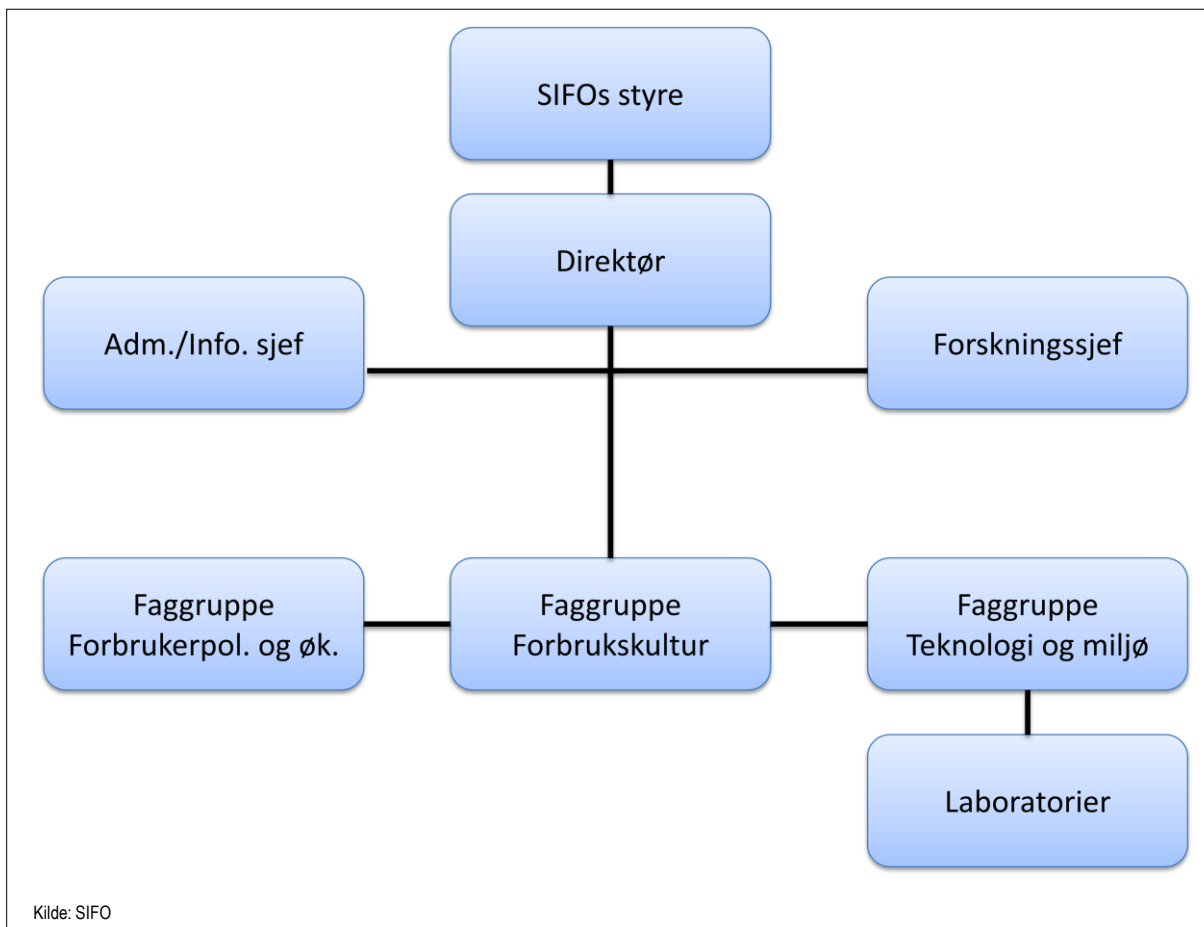 SIFOs styre
Direktør
Adm./Info. sjef
Forskningssjef
Faggruppe
Forbrukerpol. og øk.
Faggruppe
Forbrukskultur
Faggruppe
Teknologi og miljø
Laboratorier
Kilde: SIFO